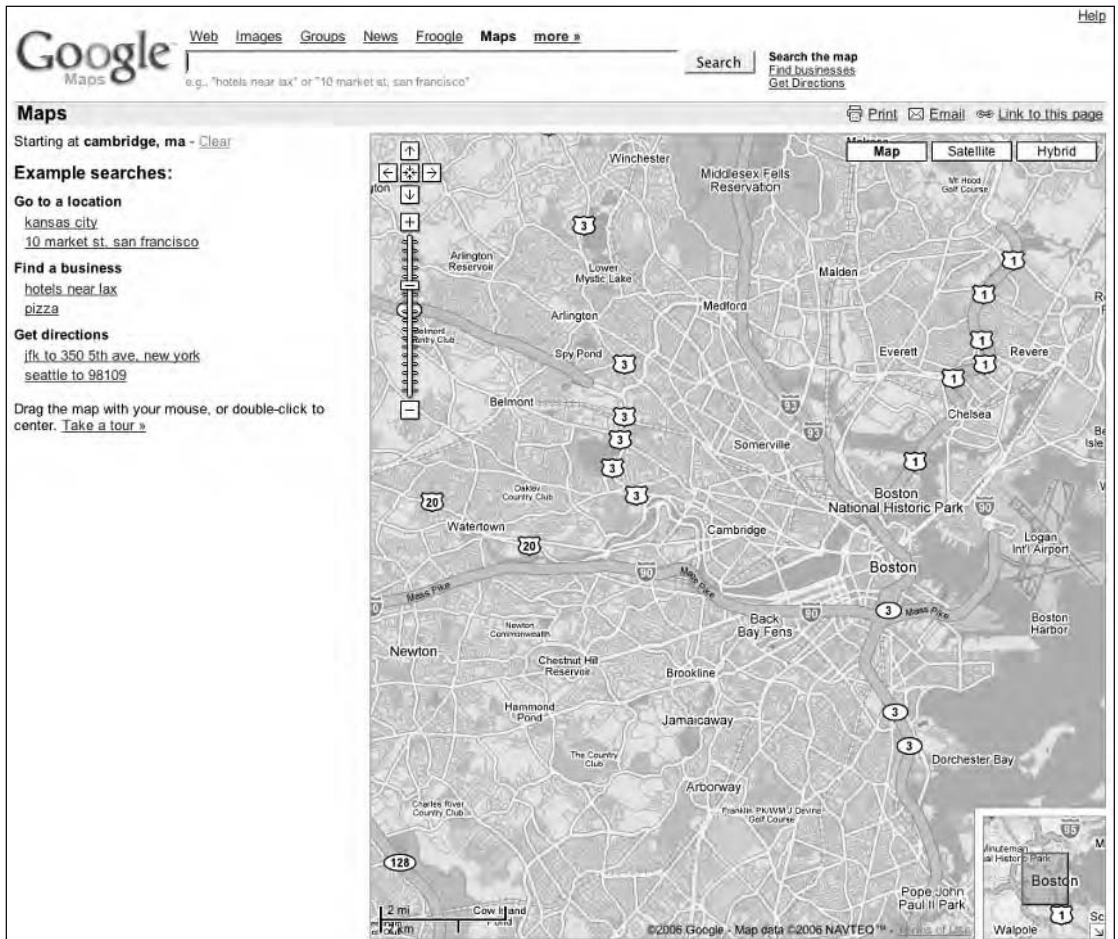 Help
Google™
Maps
Web Images Groups News Froogle Maps more »
Search
e.g., "hotels near lax" or "10 market st, san francisco"
Search the map
Find businesses
Get Directions
Maps
Print Email Link to this page
Starting at cambridge, ma - Clear
Example searches:
Go to a location
kansas city
10 market st, san francisco
Find a business
hotels near lax
pizza
Get directions
jfk to 350 5th ave, new york
seattle to 98109
Drag the map with your mouse, or double-click to
center. Take a tour »
Map Satellite Hybrid
Winchester
Middlesex Fells
Reservation
Mt Hood
Golf Course
3
Arlington
Reservoir
Lower
Mystic Lake
Malden
1
1
Medford
Arlington
Spy Pond
3
Everett
1
Revere
1
1
Belmont
93
Chelsea
3
93
3
Somerville
3
1
Oakley
Country Club
3
20
Boston
National Historic Park
90
Watertown
Cambridge
Logan
Int'l Airport
20
Boston
90
Mass Pike
Mass Pike
90
3
Mass Pike
Back
Bay Fens
Boston
Harbor
Newton
Commonwealth
Newton
Chestnut Hill
Reservoir
Brookline
Hammond
Pond
Jamaicaway
3
3
The Country
Club
Dorchester Bay
Arborway
Charles River
Country Club
Franklin PK/WM J Devine
Golf Course
128
Pope John
Paul II Park
2 mi
2 km
Cow Island
Pond
©2006 Google - Map data ©2006 NAVTEQ™ - Terms of Use
95
Boston
1
Walpole